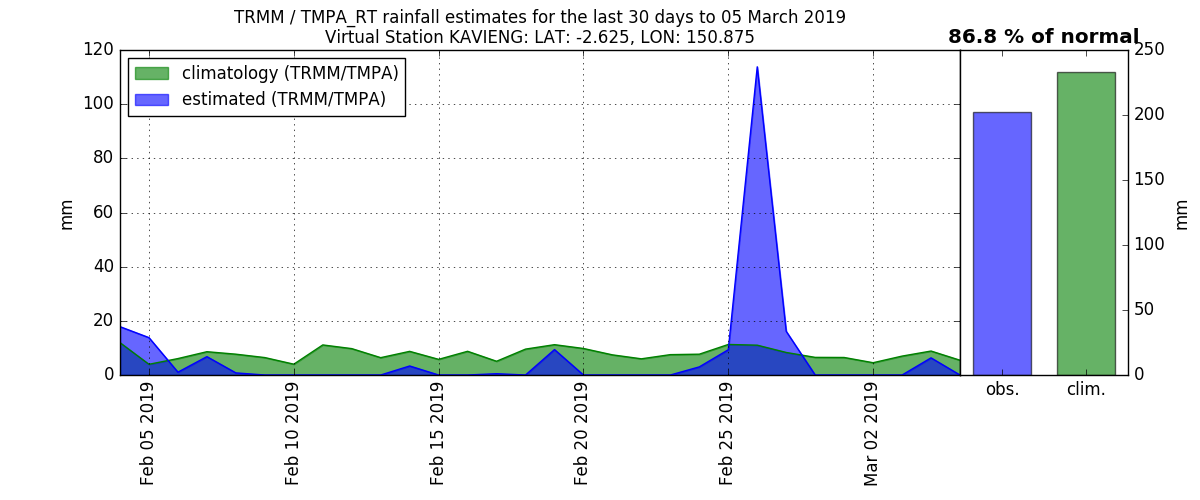 TRMM / TMPA_RT rainfall estimates for the last 30 days to 05 March 2019
Virtual Station KAVIENG: LAT: -2.625, LON: 150.875
86.8 % of normal
climatology (TRMM/TMPA)
estimated (TRMM/TMPA)
mm
120
100
80
60
40
20
0
Feb 05 2019
Feb 10 2019
Feb 15 2019
Feb 20 2019
Feb 25 2019
Mar 02 2019
obs.
clim.
250
200
150
100
50
0
mm